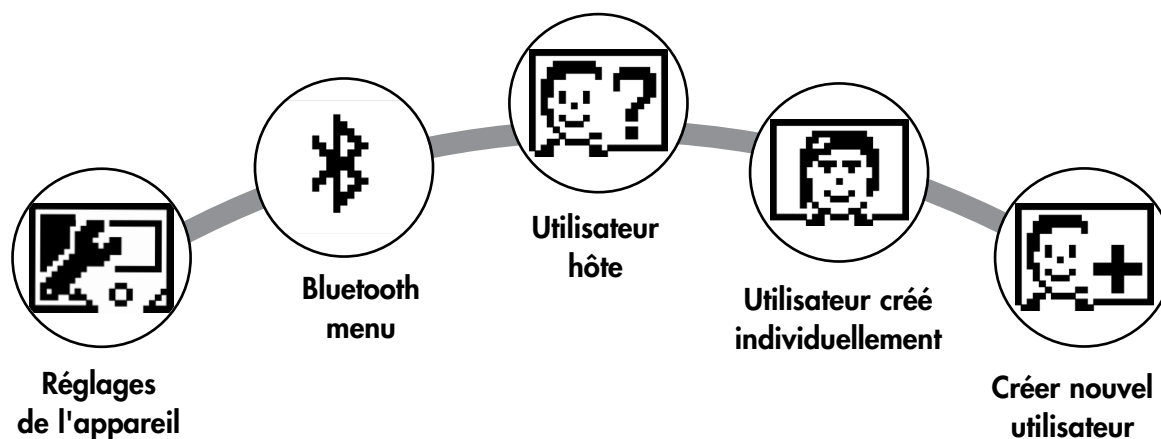 Réglages
de l'appareil
Bluetooth
menu
Utilisateur
hôte
Utilisateur créé
individuellement
Créer nouvel
utilisateur